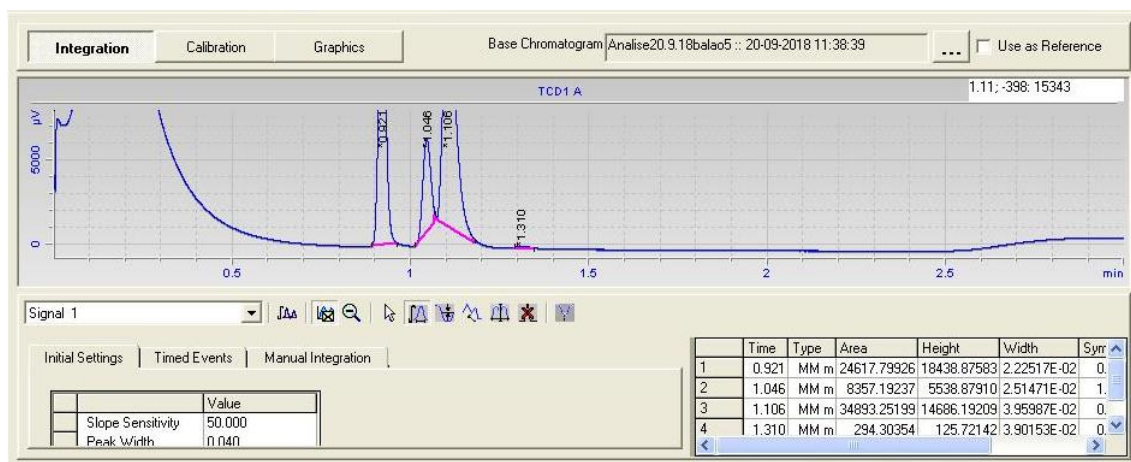 Integration Calibration Graphics Base Chromatogram Analise20.9.18balao5 :: 20-09-2018 11:38:39 ... Use as Reference
TCD1 A 1.11; -398: 15343
µV
5000
0
*0.921
*1.046
*1.106
*1.310
0.5 1 1.5 2 2.5 min
Signal 1
Initial Settings Timed Events Manual Integration
Value
Slope Sensitivity 50.000
Peak Width 0.040
Time Type Area Height Width Sym
1 0.921 MM m 24617.79926 18438.87583 2.22517E-02 0.
2 1.046 MM m 8357.19237 5538.87910 2.51471E-02 1.
3 1.106 MM m 34893.25199 14686.19209 3.95987E-02 0.
4 1.310 MM m 294.30354 125.72142 3.90153E-02 0.